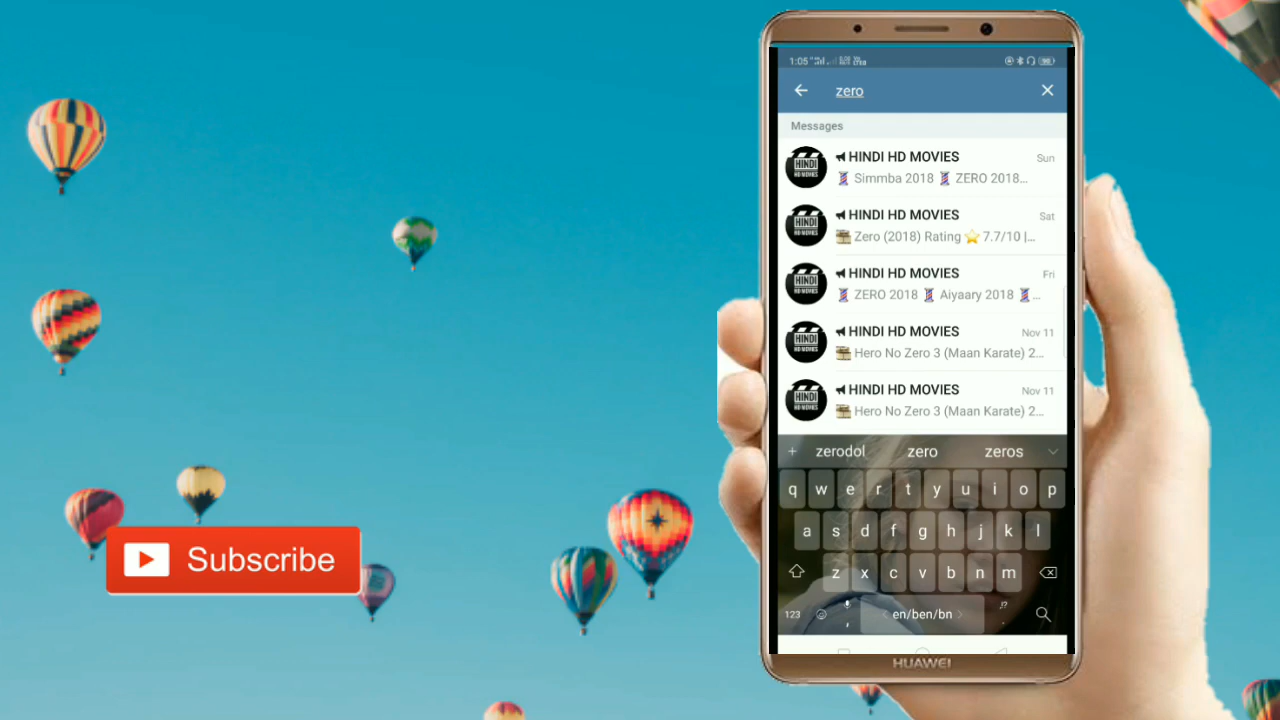 1:05
zero
Messages
HINDI HD MOVIES
Sun
💈 Simmba 2018 💈 ZERO 2018...
HINDI HD MOVIES
Sat
Zero (2018) Rating ⭐ 7.7/10 |...
HINDI HD MOVIES
Fri
💈 ZERO 2018 💈 Aiyaary 2018 💈...
HINDI HD MOVIES
Nov 11
Hero No Zero 3 (Maan Karate) 2...
HINDI HD MOVIES
Nov 11
Hero No Zero 3 (Maan Karate) 2...
+ zerodol zero zeros
q w e r t y u i o p
a s d f g h j k l
z x c v b n m
123 , en/ben/bn !? .
HUAWEI
Subscribe